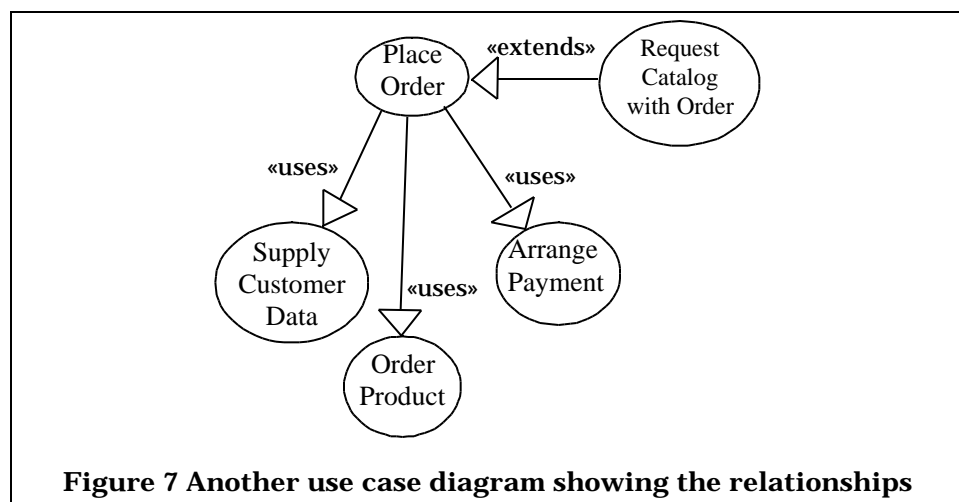 Place
Order
«extends»
Request
Catalog
with Order
«uses»
«uses»
Supply
Customer
Data
Arrange
Payment
«uses»
Order
Product
Figure 7 Another use case diagram showing the relationships